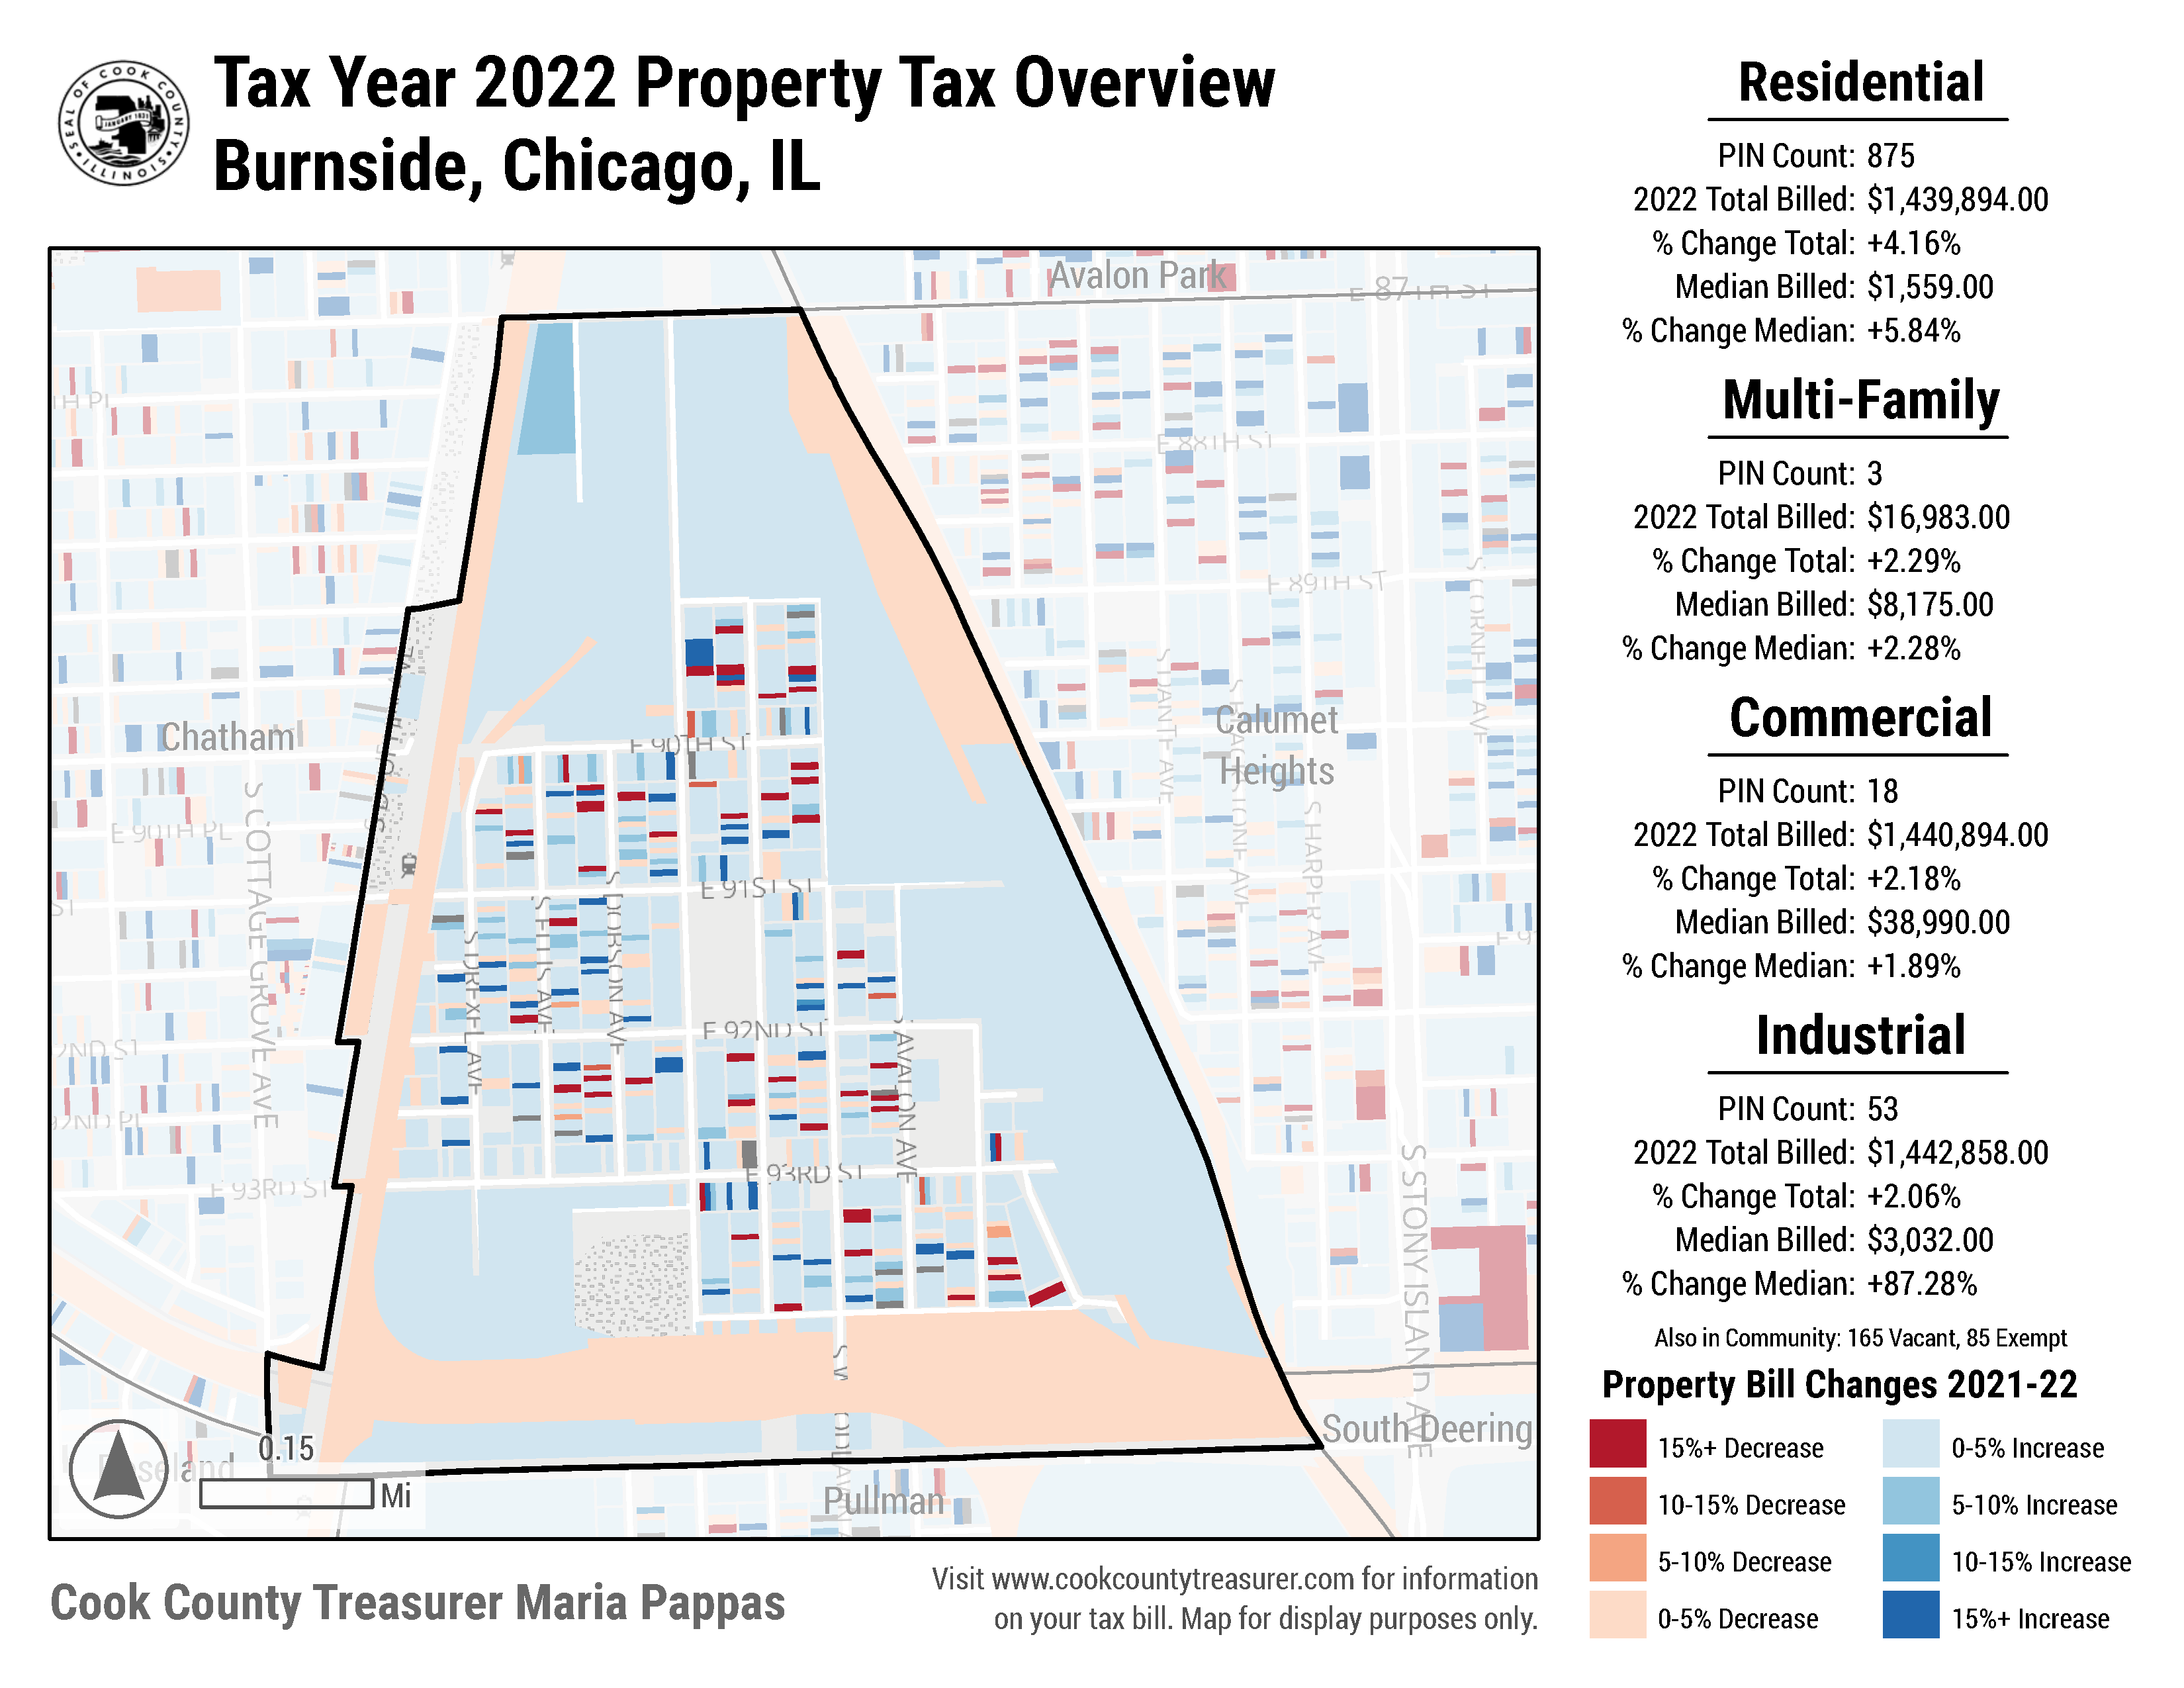 SEAL OF COOK COUNTY
ILLINOIS
JANUARY 1831
Tax Year 2022 Property Tax Overview
Burnside, Chicago, IL
Avalon Park
E 87TH ST
E 88TH ST
E 89TH ST
S CORNELL AVE
S DANTE AVE
S HARPER AVE
Calumet
Heights
Chatham
E 90TH ST
E 90TH PL
S COTTAGE GROVE AVE
E 91ST ST
S DREXEL AVE
S ELLIS AVE
S DOBSON AVE
E 92ND ST
S AVALON AVE
E 93RD ST
E 93RD ST
S STONY ISLAND AVE
South Deering
0.15
Mi
Pullman
Cook County Treasurer Maria Pappas
Visit www.cookcountytreasurer.com for information
on your tax bill. Map for display purposes only.
Residential
PIN Count: 875
2022 Total Billed: $1,439,894.00
% Change Total: +4.16%
Median Billed: $1,559.00
% Change Median: +5.84%
Multi-Family
PIN Count: 3
2022 Total Billed: $16,983.00
% Change Total: +2.29%
Median Billed: $8,175.00
% Change Median: +2.28%
Commercial
PIN Count: 18
2022 Total Billed: $1,440,894.00
% Change Total: +2.18%
Median Billed: $38,990.00
% Change Median: +1.89%
Industrial
PIN Count: 53
2022 Total Billed: $1,442,858.00
% Change Total: +2.06%
Median Billed: $3,032.00
% Change Median: +87.28%
Also in Community: 165 Vacant, 85 Exempt
Property Bill Changes 2021-22
15%+ Decrease
10-15% Decrease
5-10% Decrease
0-5% Decrease
0-5% Increase
5-10% Increase
10-15% Increase
15%+ Increase